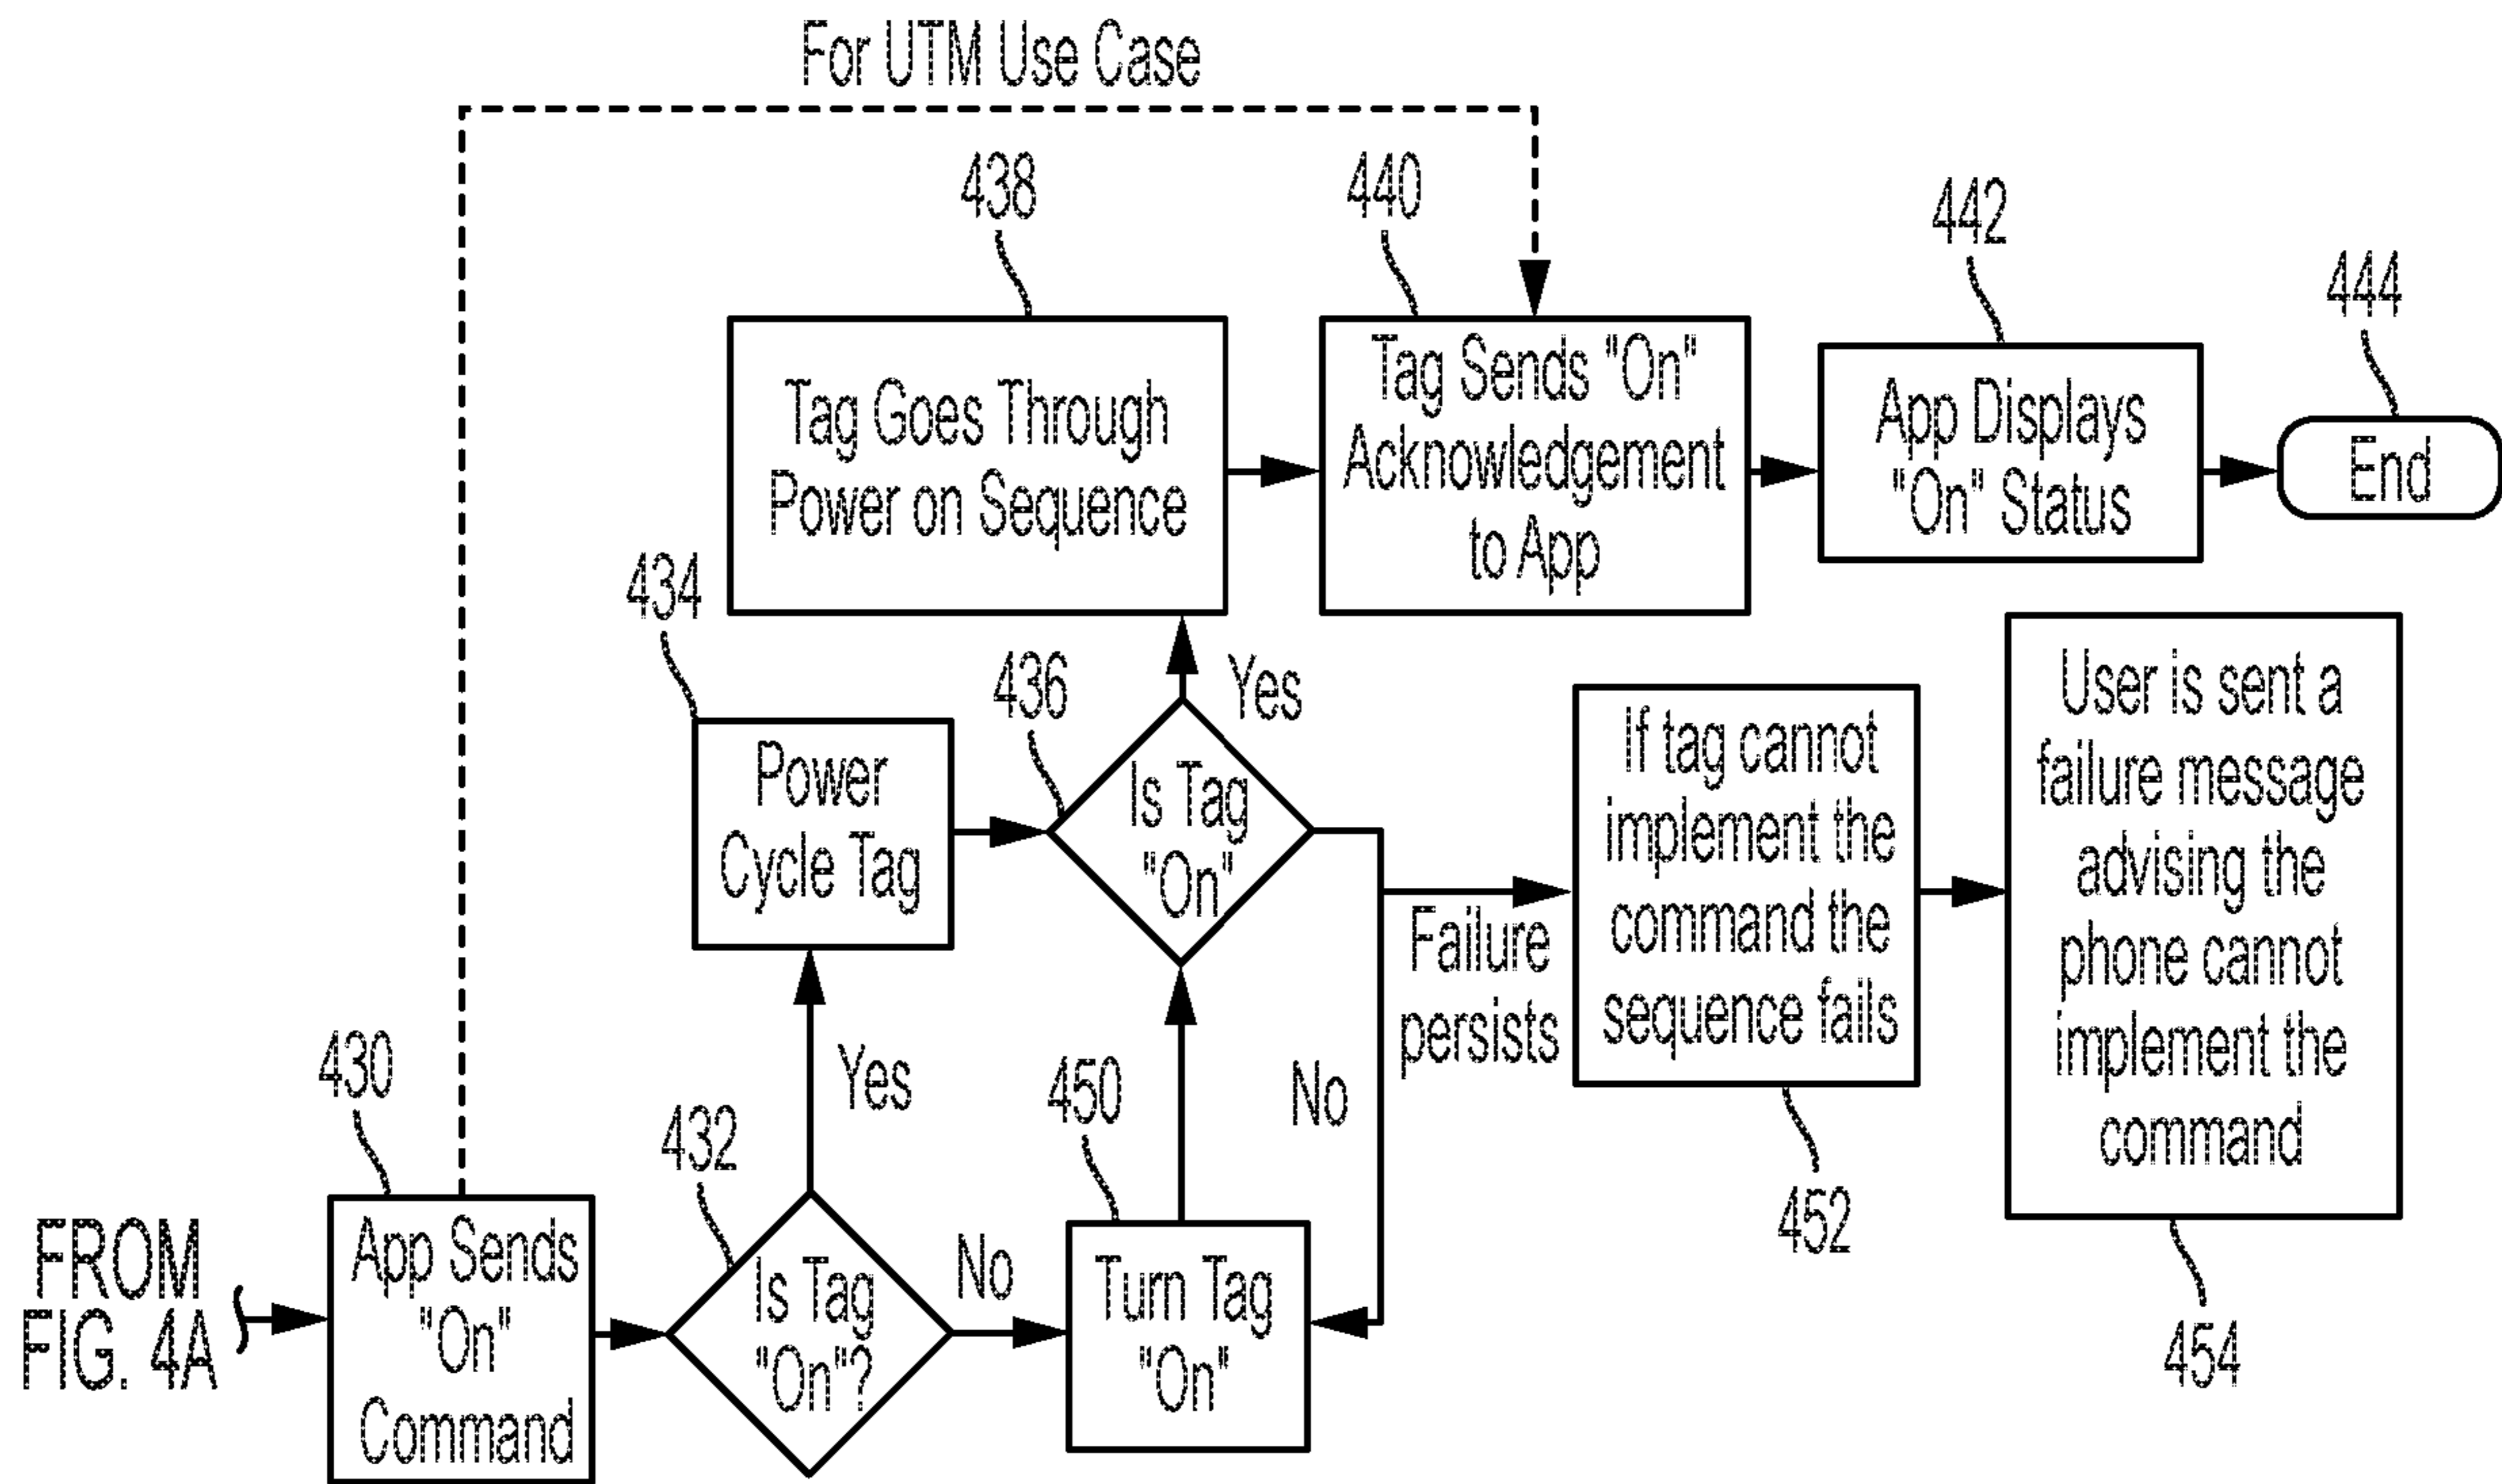 For UTM Use Case
438
440
442
444
Tag Goes Through
Power on Sequence
Tag Sends "On"
Acknowledgement
to App
App Displays
"On" Status
End
434
436
Yes
Power
Cycle Tag
Is Tag
"On"
If tag cannot
implement the
command the
sequence fails
User is sent a
failure message
advising the
phone cannot
implement the
command
Failure
persists
No
452
454
430
432
Yes
450
FROM
FIG. 4A
App Sends
"On"
Command
Is Tag
"On"?
No
Turn Tag
"On"